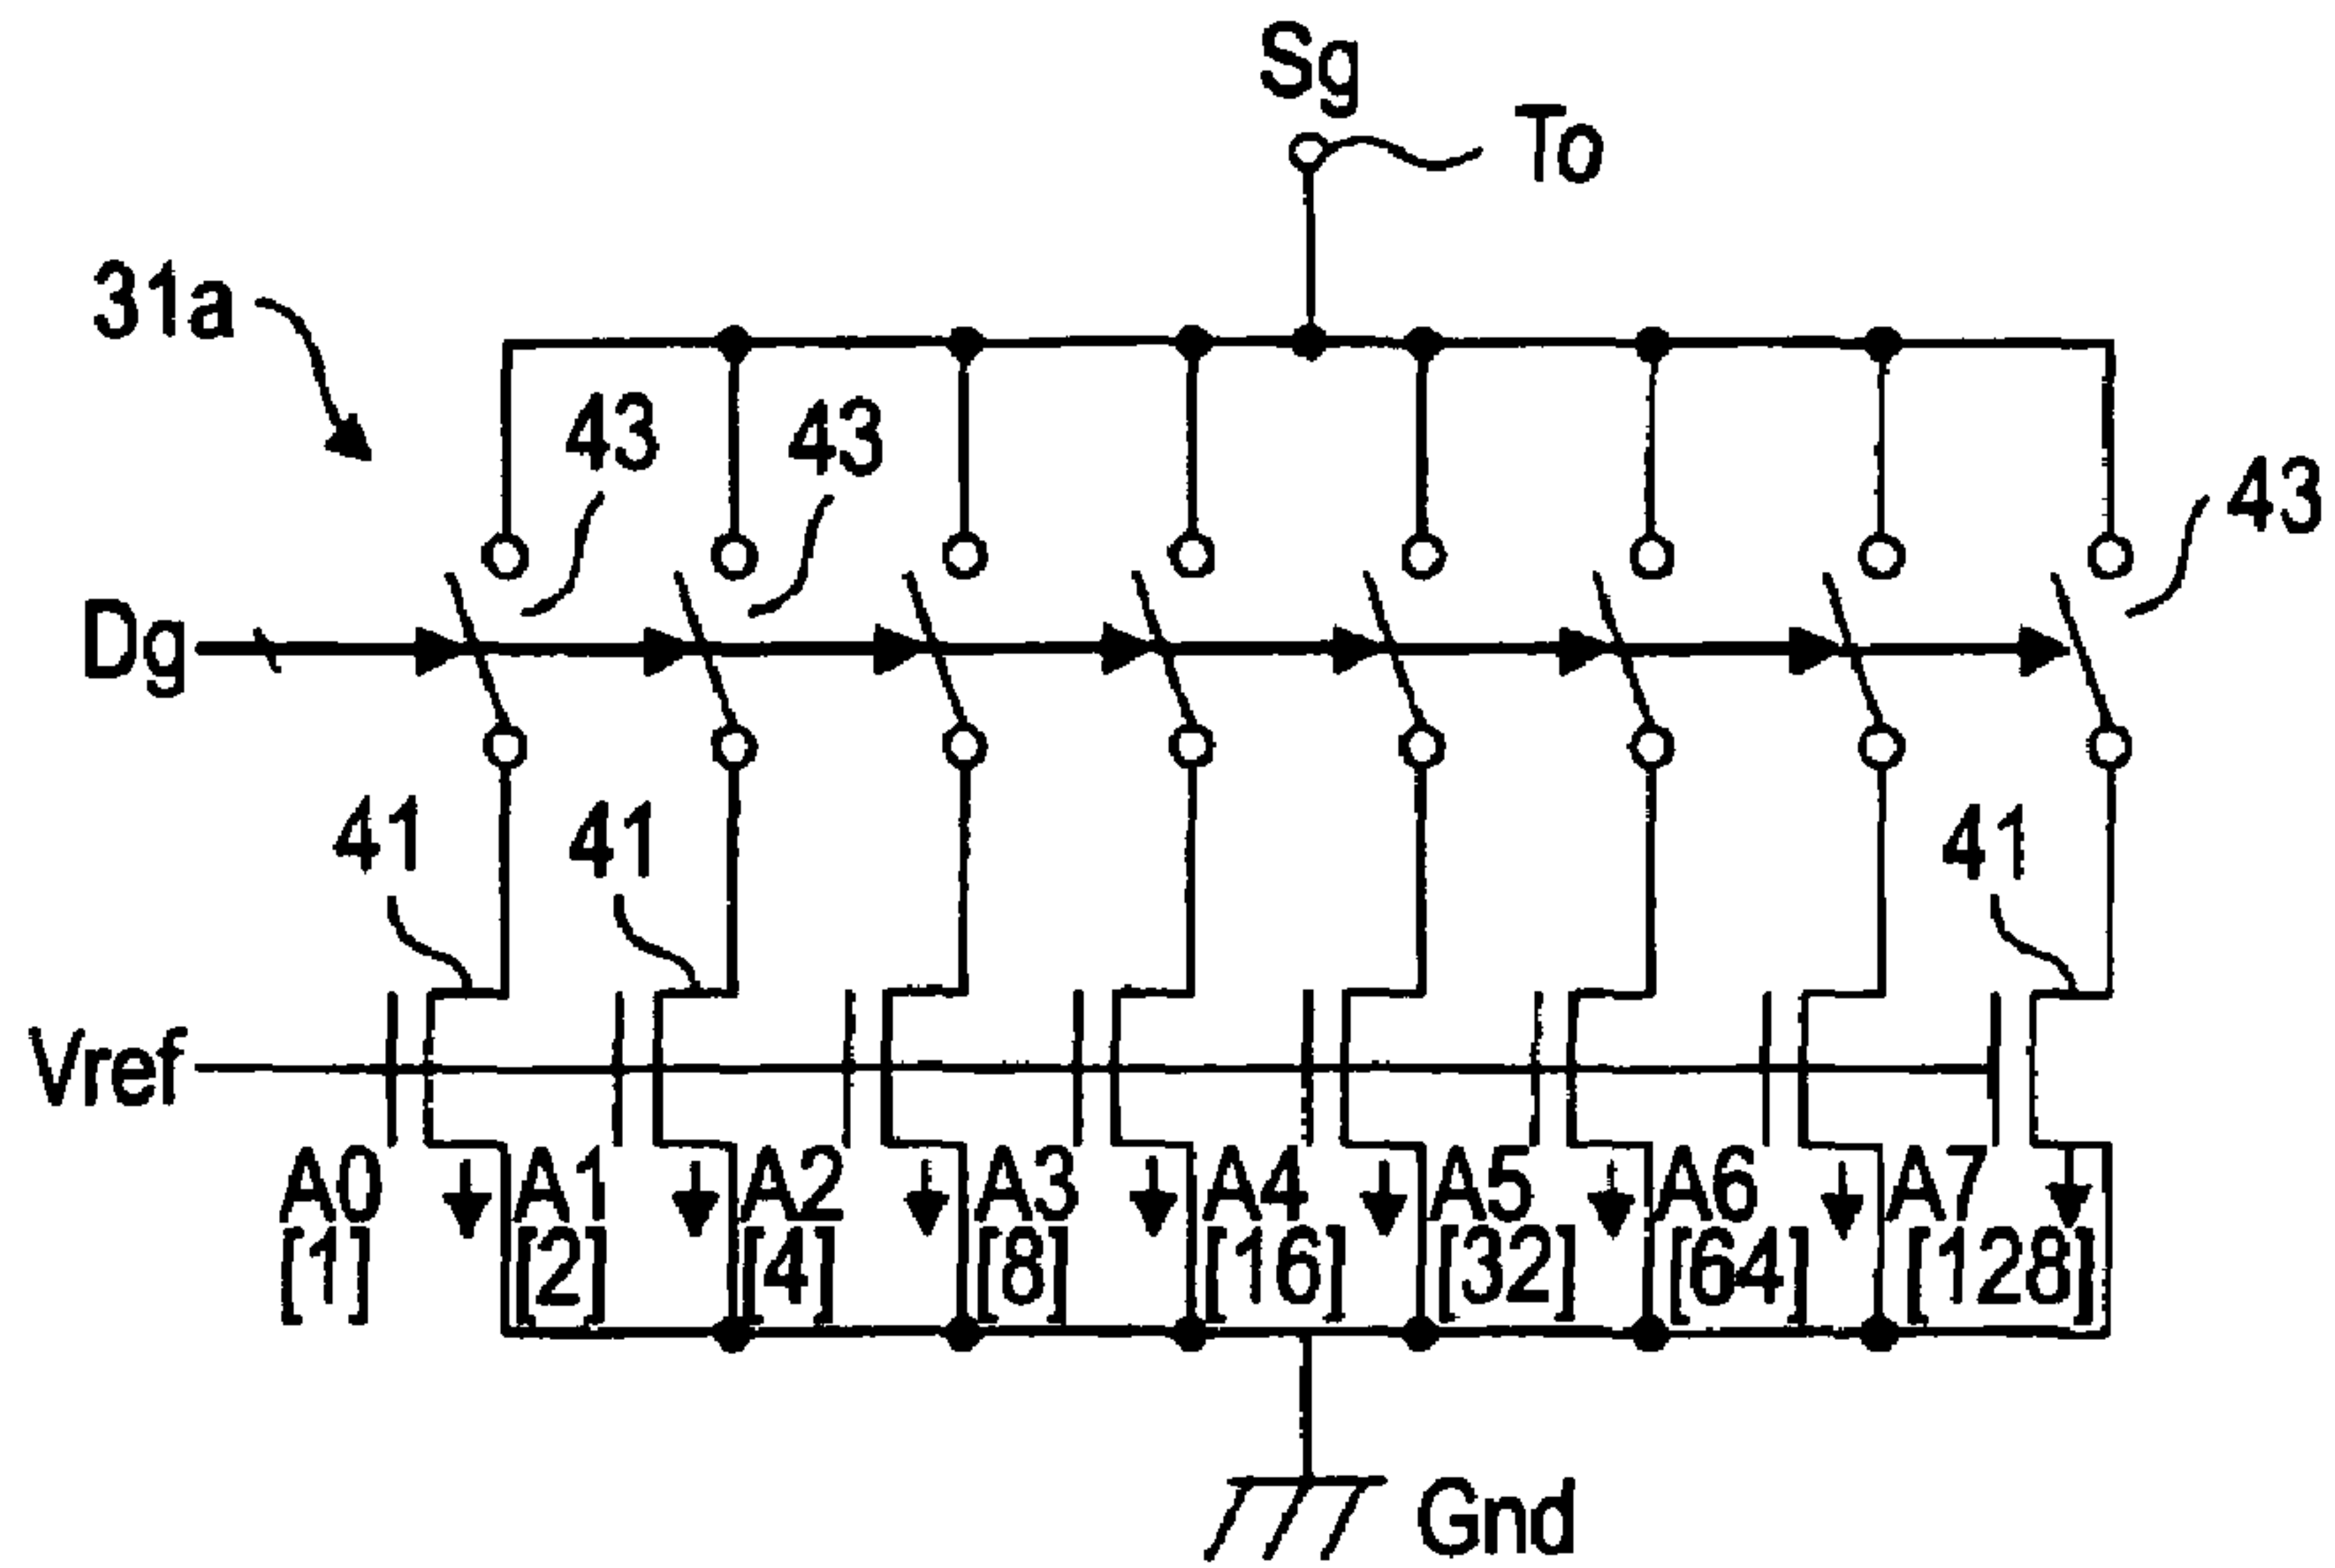 Sg
To
31a
43
43
43
Dg
41
41
41
Vref
A0
[1]
A1
[2]
A2
[4]
A3
[8]
A4
[16]
A5
[32]
A6
[64]
A7
[128]
Gnd